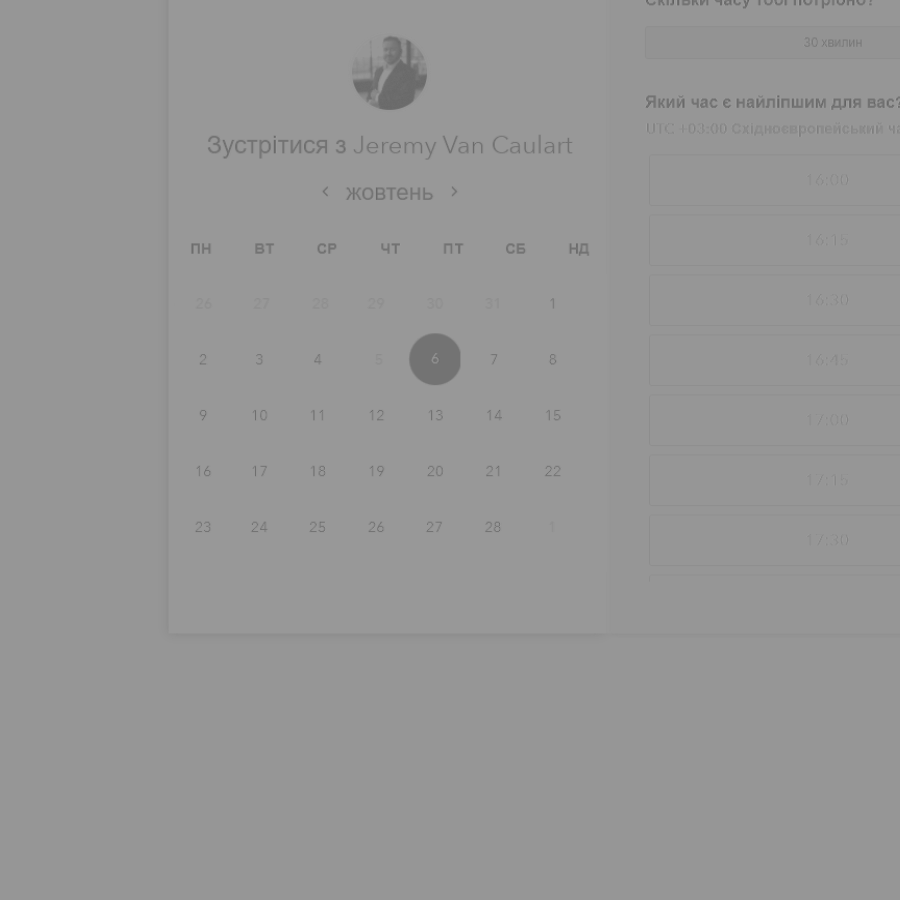 Скільки часу тобі потрібно?
30 хвилин
Який час є найліпшим для вас?
UTC +03:00 Східноєвропейський
16:00
16:15
16:30
16:45
17:00
17:15
17:30
Зустрітися з Jeremy Van Caulart
‹ жовтень ›
ПН ВТ СР ЧТ ПТ СБ НД
26 27 28 29 30 31 1
2 3 4 5 6 7 8
9 10 11 12 13 14 15
16 17 18 19 20 21 22
23 24 25 26 27 28 1